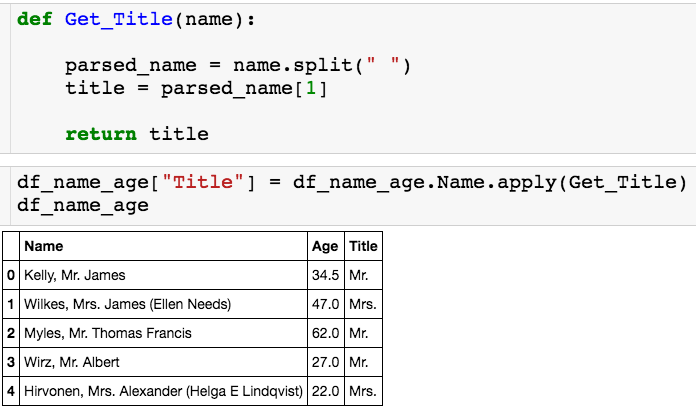 def Get_Title(name):
parsed_name = name.split(" ")
title = parsed_name[1]
return title
df_name_age["Title"] = df_name_age.Name.apply(Get_Title)
df_name_age
Name Age Title
0 Kelly, Mr. James 34.5 Mr.
1 Wilkes, Mrs. James (Ellen Needs) 47.0 Mrs.
2 Myles, Mr. Thomas Francis 62.0 Mr.
3 Wirz, Mr. Albert 27.0 Mr.
4 Hirvonen, Mrs. Alexander (Helga E Lindqvist) 22.0 Mrs.